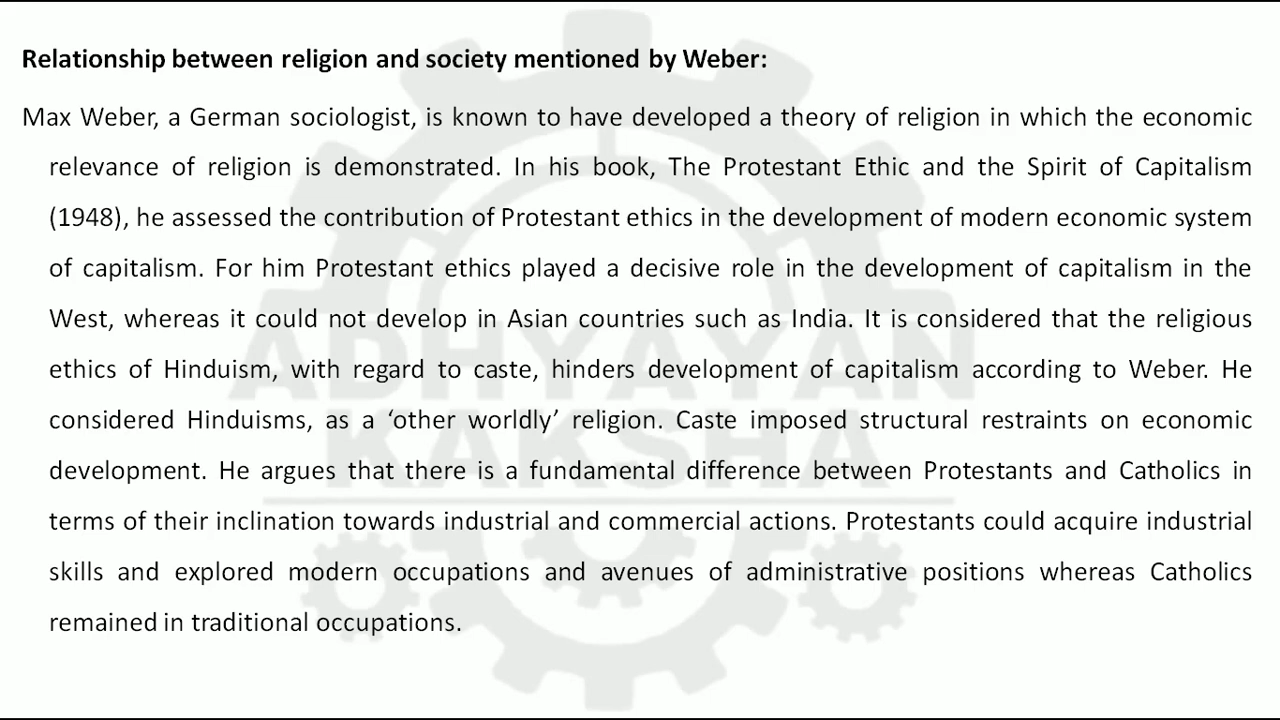 Relationship between religion and society mentioned by Weber:
Max Weber, a German sociologist, is known to have developed a theory of religion in which the economic
relevance of religion is demonstrated. In his book, The Protestant Ethic and the Spirit of Capitalism
(1948), he assessed the contribution of Protestant ethics in the development of modern economic system
of capitalism. For him Protestant ethics played a decisive role in the development of capitalism in the
West, whereas it could not develop in Asian countries such as India. It is considered that the religious
ethics of Hinduism, with regard to caste, hinders development of capitalism according to Weber. He
considered Hinduisms, as a ‘other worldly’ religion. Caste imposed structural restraints on economic
development. He argues that there is a fundamental difference between Protestants and Catholics in
terms of their inclination towards industrial and commercial actions. Protestants could acquire industrial
skills and explored modern occupations and avenues of administrative positions whereas Catholics
remained in traditional occupations.
ADHYAYAN
KAKSHA